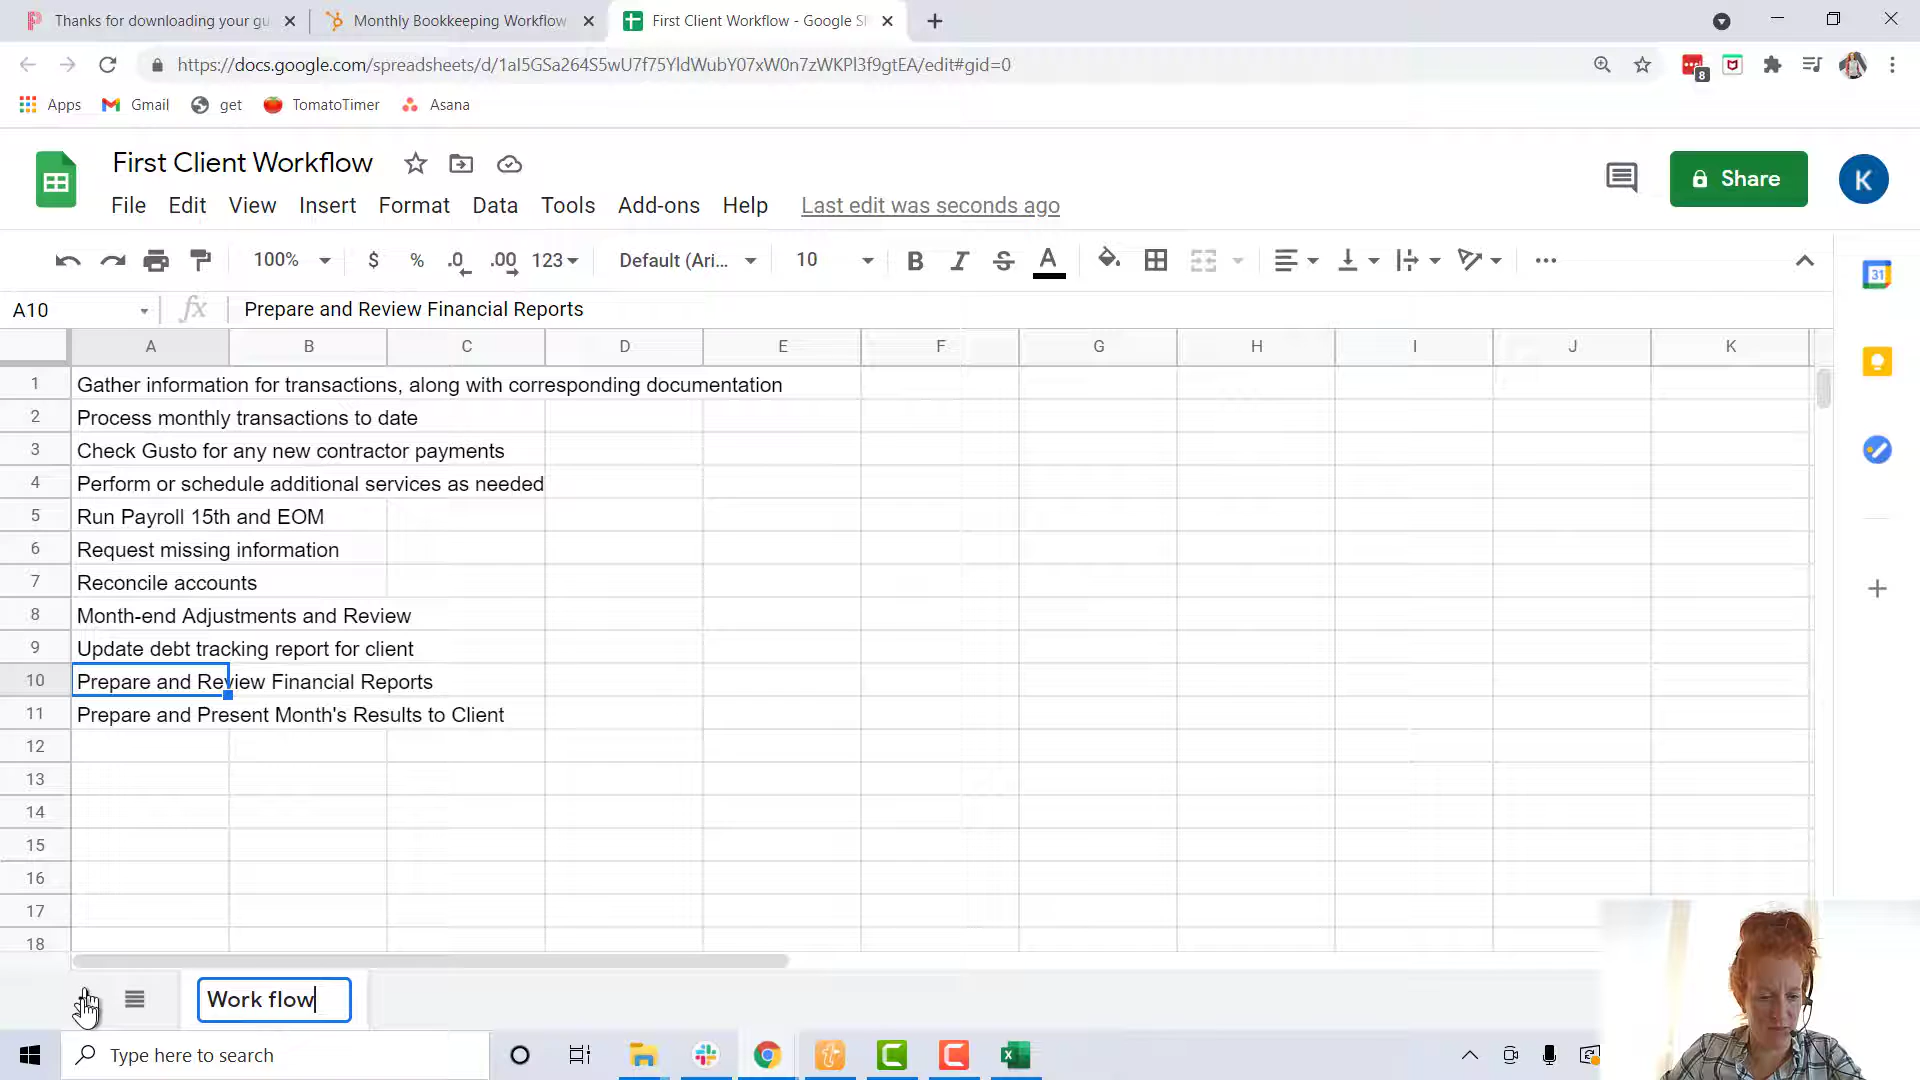 Thanks for downloading your gu
Monthly Bookkeeping Workflow
First Client Workflow - Google Sh
https://docs.google.com/spreadsheets/d/1aI5GSa264S5wU7f75YIdWubY07xW0n7zWKPl3f9gtEA/edit#gid=0
8
Apps
Gmail
get
TomatoTimer
Asana
First Client Workflow
Share
K
File Edit View Insert Format Data Tools Add-ons Help Last edit was seconds ago
100% $ % .0 .00 123 Default (Ari... 10 B I S A
31
A10 fx Prepare and Review Financial Reports
A B C D E F G H I J K
1 Gather information for transactions, along with corresponding documentation
2 Process monthly transactions to date
3 Check Gusto for any new contractor payments
4 Perform or schedule additional services as needed
5 Run Payroll 15th and EOM
6 Request missing information
7 Reconcile accounts
8 Month-end Adjustments and Review
9 Update debt tracking report for client
10 Prepare and Review Financial Reports
11 Prepare and Present Month's Results to Client
12
13
14
15
16
17
18
Work flow
Type here to search